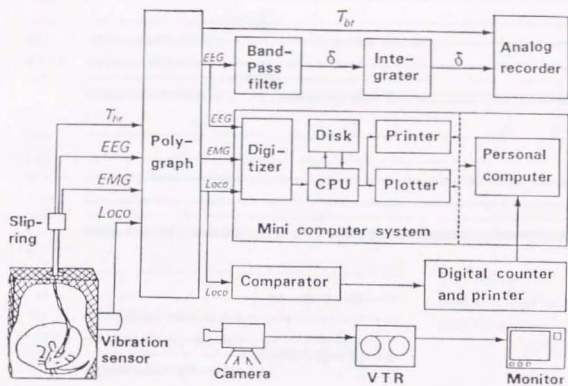 T_br
Analog
recorder
EEG
Band-
Pass
filter
δ
Inte-
grater
δ
T_br
EEG
EMG
Loco
Poly-
graph
EEG
EMG
Loco
Digi-
tizer
Disk
CPU
Printer
Plotter
Personal
computer
Mini computer system
Slip-
ring
Loco
Comparator
Digital counter
and printer
Vibration
sensor
Camera
VTR
Monitor